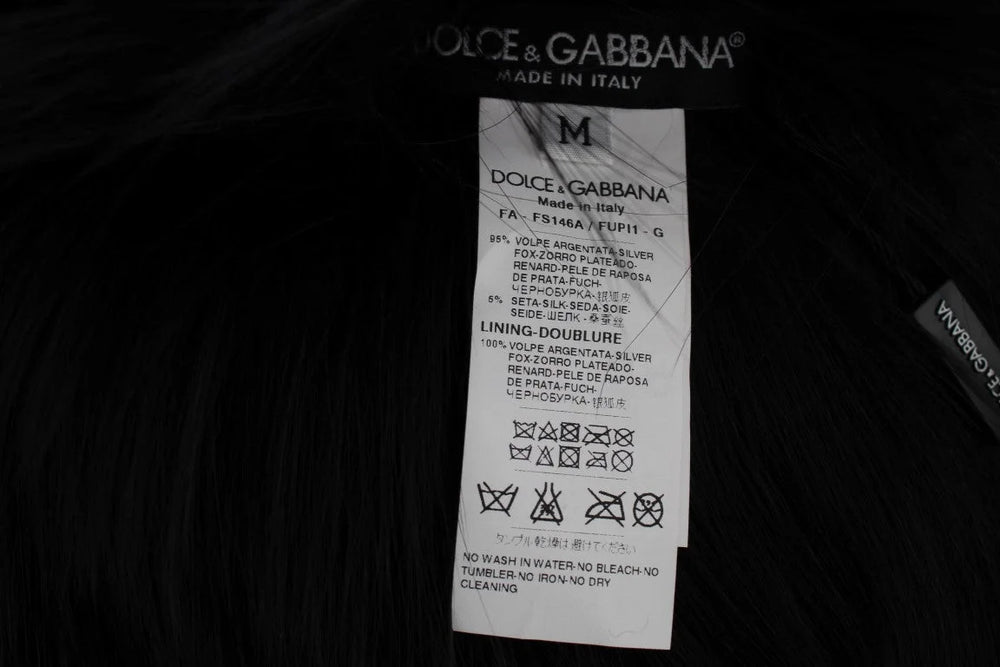 DOLCE & GABBANA®
MADE IN ITALY
M
DOLCE & GABBANA
Made in Italy
FA - FS146A / FUPI1 - G
95% VOLPE ARGENTATA-SILVER
FOX-ZORRO PLATEADO-
RENARD-PELE DE RAPOSA
DE PRATA-FUCH-
ЧЕРНОБУРКА-银狐皮
5% SETA-SILK-SEDA-SOIE-
SEIDE-ШЕЛК-桑蚕丝
LINING-DOUBLURE
100% VOLPE ARGENTATA-SILVER
FOX-ZORRO PLATEADO-
RENARD-PELE DE RAPOSA
DE PRATA-FUCH-
ЧЕРНОБУРКА-银狐皮
タンブル乾燥は避けてください
NO WASH IN WATER-NO BLEACH-NO
TUMBLER-NO IRON-NO DRY
CLEANING
CE & GABBANA